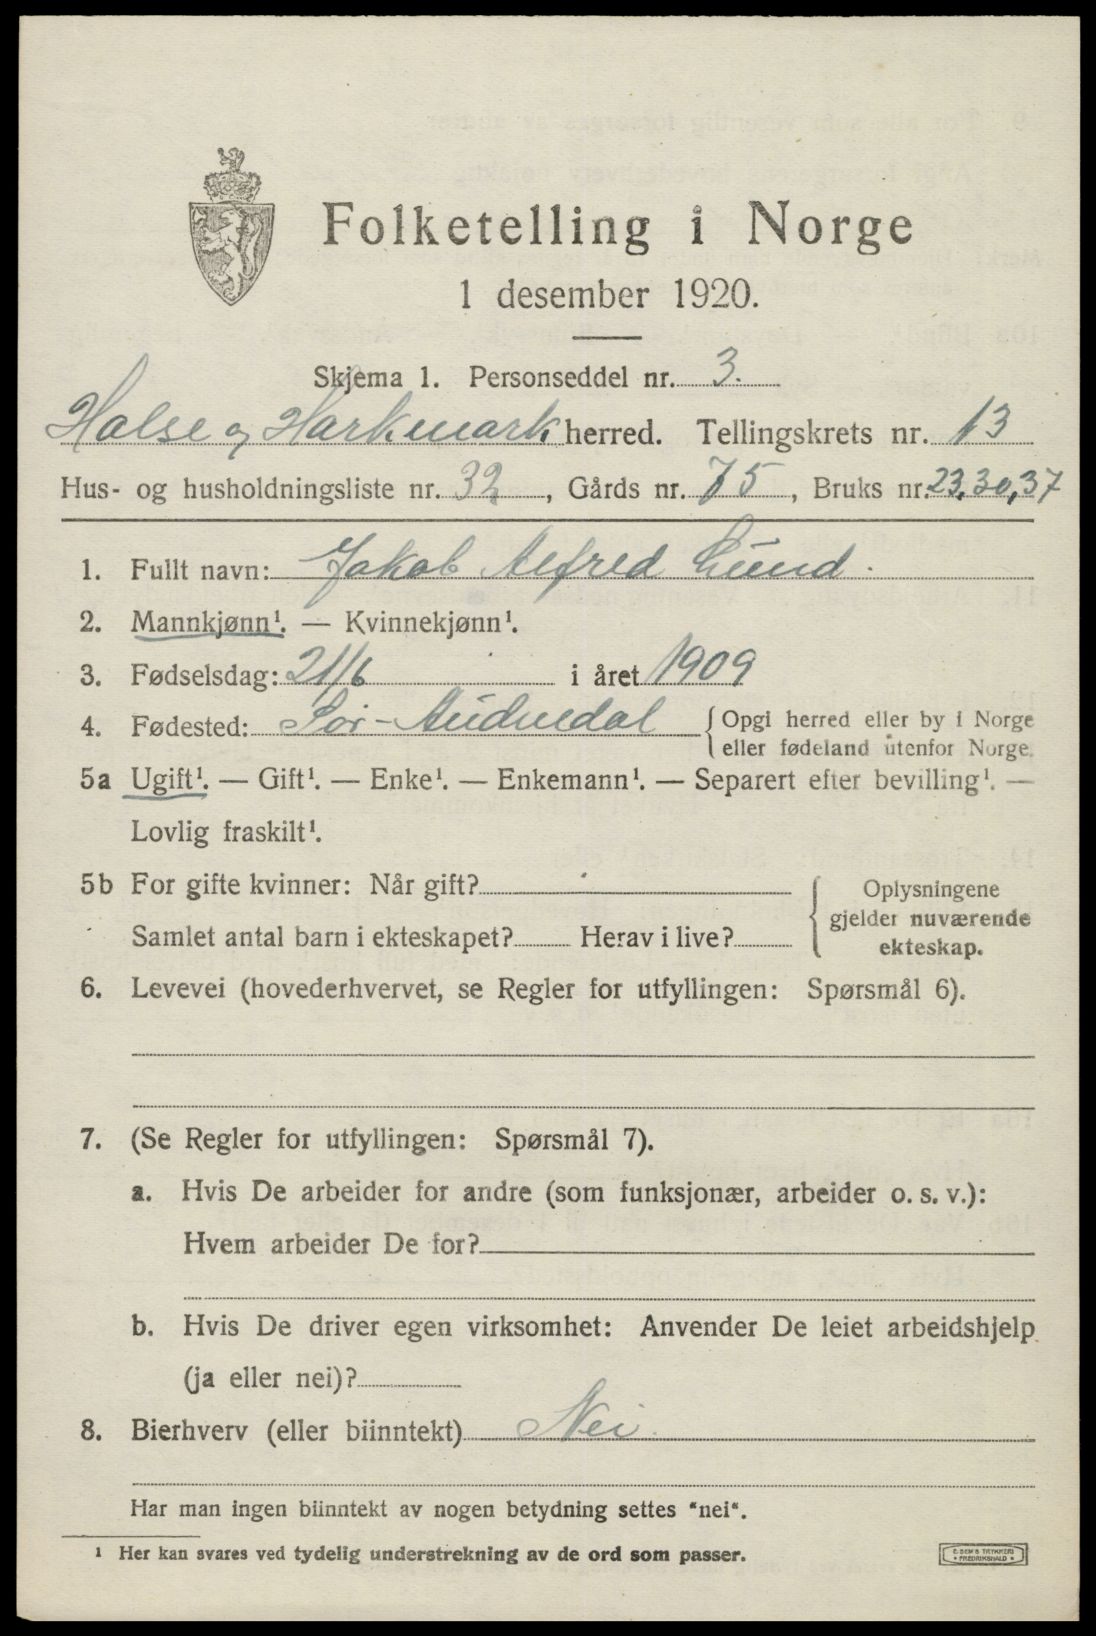 Folketelling i Norge
1 desember 1920.
Skjema 1. Personseddel nr. 3.
Halse og Harkmark herred. Tellingskrets nr. 13
Hus- og husholdningsliste nr. 32, Gårds nr. 75, Bruks nr. 23,30,37
1. Fullt navn: Jakob Alfred Lund.
2. Mannkjønn¹. — Kvinnekjønn¹.
3. Fødselsdag: 21/6 i året 1909
4. Fødested: Sør-Audnedal {Opgi herred eller by i Norge
eller fødeland utenfor Norge.
5a Ugift¹. — Gift¹. — Enke¹. — Enkemann¹. — Separert efter bevilling¹. —
Lovlig fraskilt¹.
5b For gifte kvinner: Når gift? { Oplysningene
gjelder nuværende
Samlet antal barn i ekteskapet? Herav i live?
ekteskap.
6. Levevei (hovederhvervet, se Regler for utfyllingen: Spørsmål 6).
7. (Se Regler for utfyllingen: Spørsmål 7).
a. Hvis De arbeider for andre (som funksjonær, arbeider o. s. v.):
Hvem arbeider De for?
b. Hvis De driver egen virksomhet: Anvender De leiet arbeidshjelp
(ja eller nei)?
8. Bierhverv (eller biinntekt) Nei.
Har man ingen biinntekt av nogen betydning settes "nei".
¹ Her kan svares ved tydelig understrekning av de ord som passer.
E. SEM'S TRYKKERI
FREDRIKSHALD